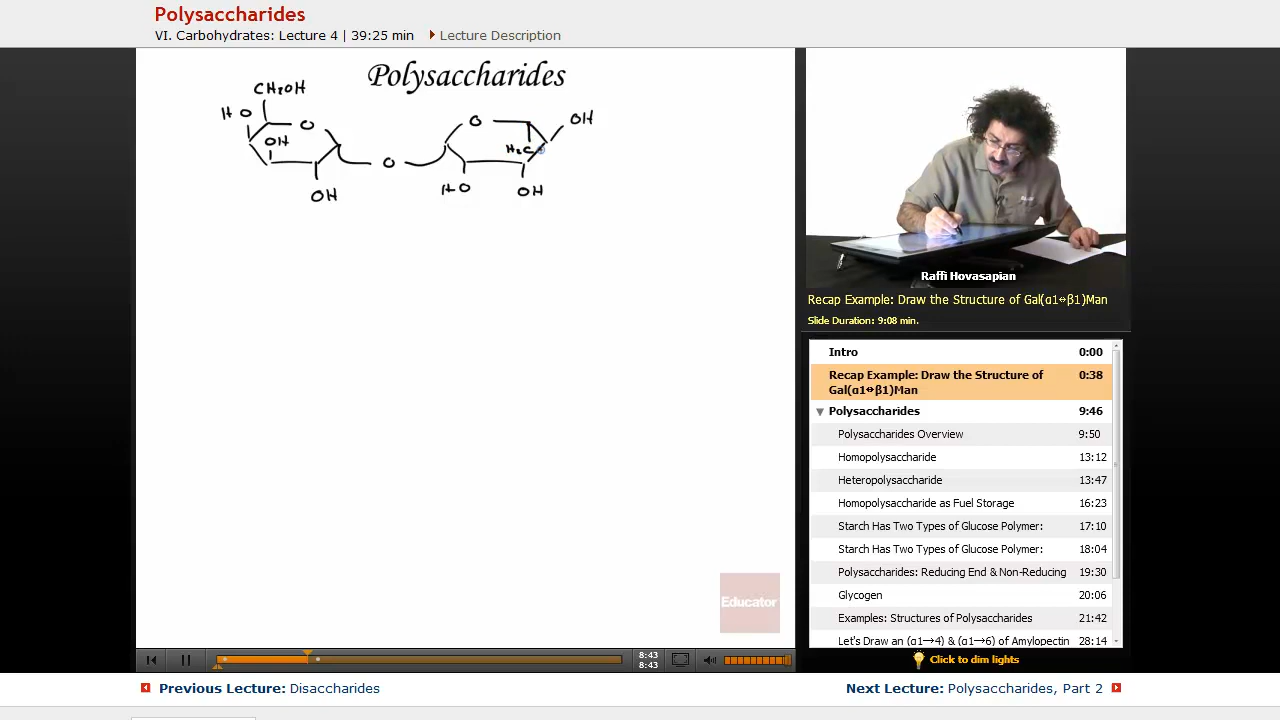 Polysaccharides
VI. Carbohydrates: Lecture 4 | 39:25 min
Lecture Description
Polysaccharides
CH₂OH
HO
O
OH
OH
O
O
OH
H₂C
HO
OH
Educator
8:43
8:43
Raffi Hovasapian
Recap Example: Draw the Structure of Gal(α1↔β1)Man
Slide Duration: 9:08 min.
Intro 0:00
Recap Example: Draw the Structure of 0:38
Gal(α1↔β1)Man
Polysaccharides 9:46
Polysaccharides Overview 9:50
Homopolysaccharide 13:12
Heteropolysaccharide 13:47
Homopolysaccharide as Fuel Storage 16:23
Starch Has Two Types of Glucose Polymer: 17:10
Starch Has Two Types of Glucose Polymer: 18:04
Polysaccharides: Reducing End & Non-Reducing 19:30
Glycogen 20:06
Examples: Structures of Polysaccharides 21:42
Let's Draw an (α1→4) & (α1→6) of Amylopectin 28:14
Click to dim lights
Previous Lecture: Disaccharides
Next Lecture: Polysaccharides, Part 2